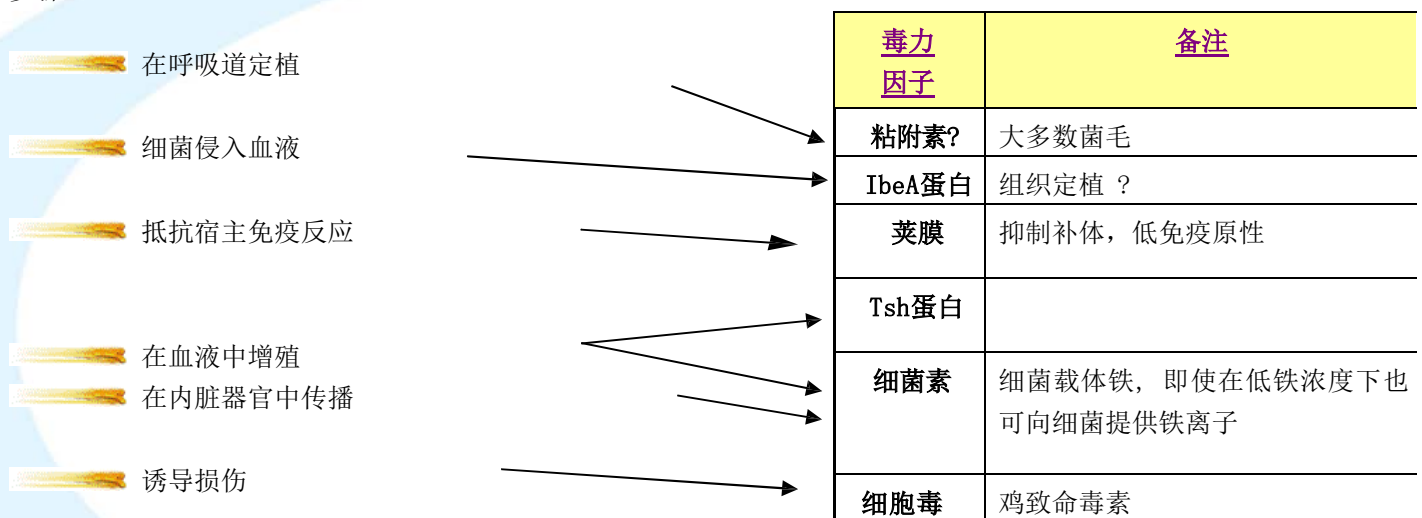 在呼吸道定植
细菌侵入血液
抵抗宿主免疫反应
在血液中增殖
在内脏器官中传播
诱导损伤
毒力
因子
备注
粘附素?
大多数菌毛
IbeA蛋白
组织定植 ?
荚膜
抑制补体,低免疫原性
Tsh蛋白
细菌素
细菌载体铁, 即使在低铁浓度下也
可向细菌提供铁离子
细胞毒
鸡致命毒素